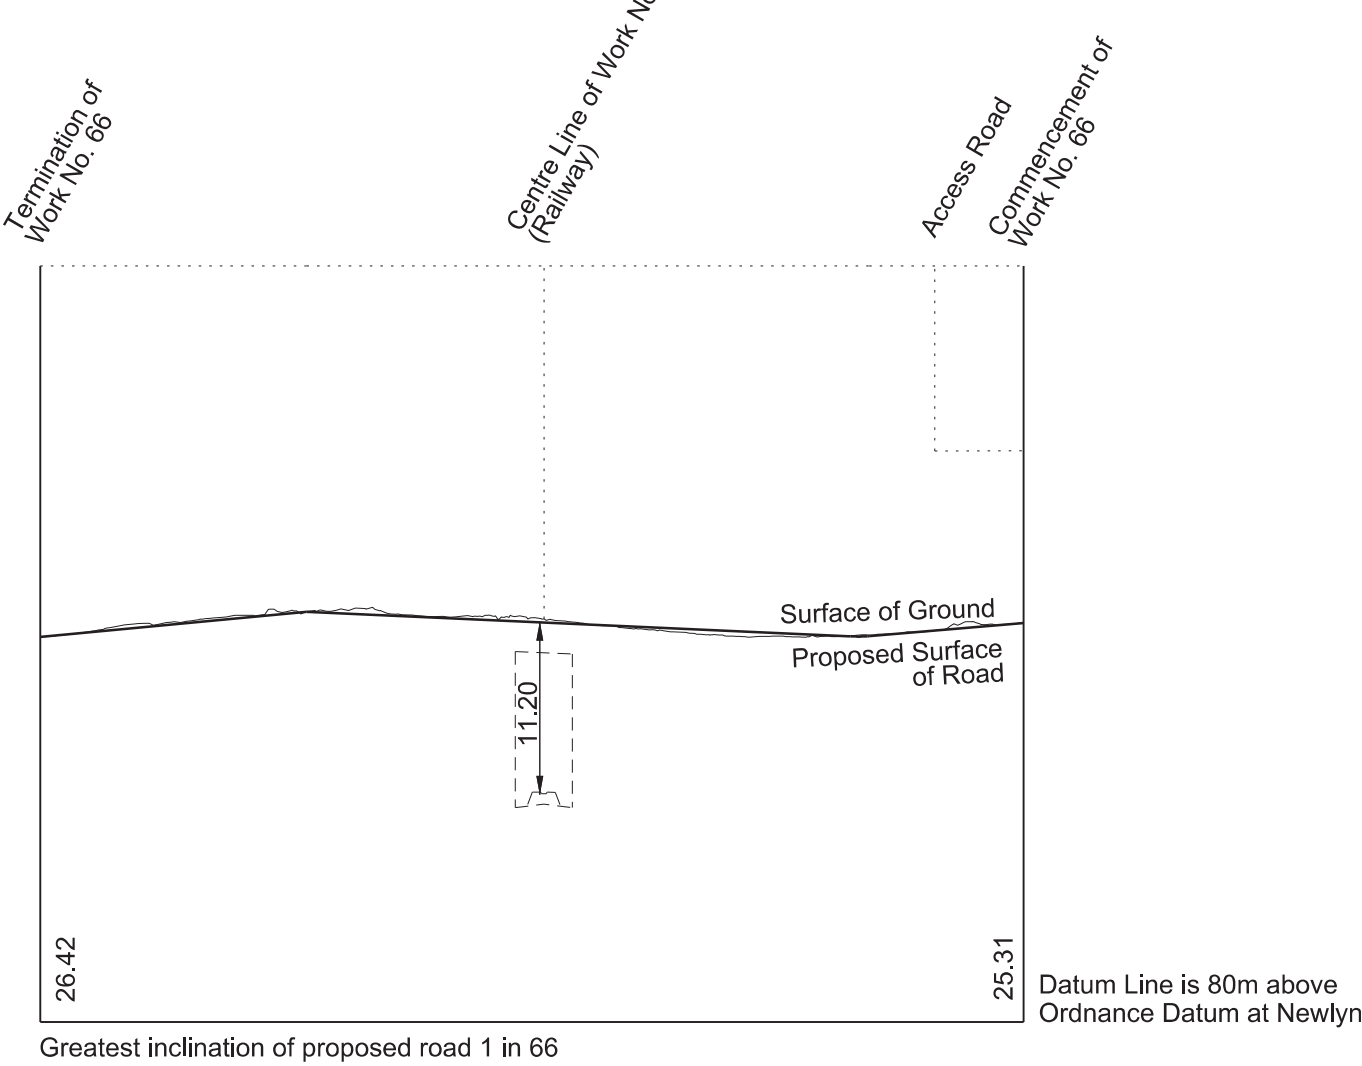 Termination of
Work No. 66
Centre Line of Work
(Railway)
Access Road
Commencement of
Work No. 66
Surface of Ground
Proposed Surface
of Road
11.20
26.42
25.31
Datum Line is 80m above
Ordnance Datum at Newlyn
Greatest inclination of proposed road 1 in 66